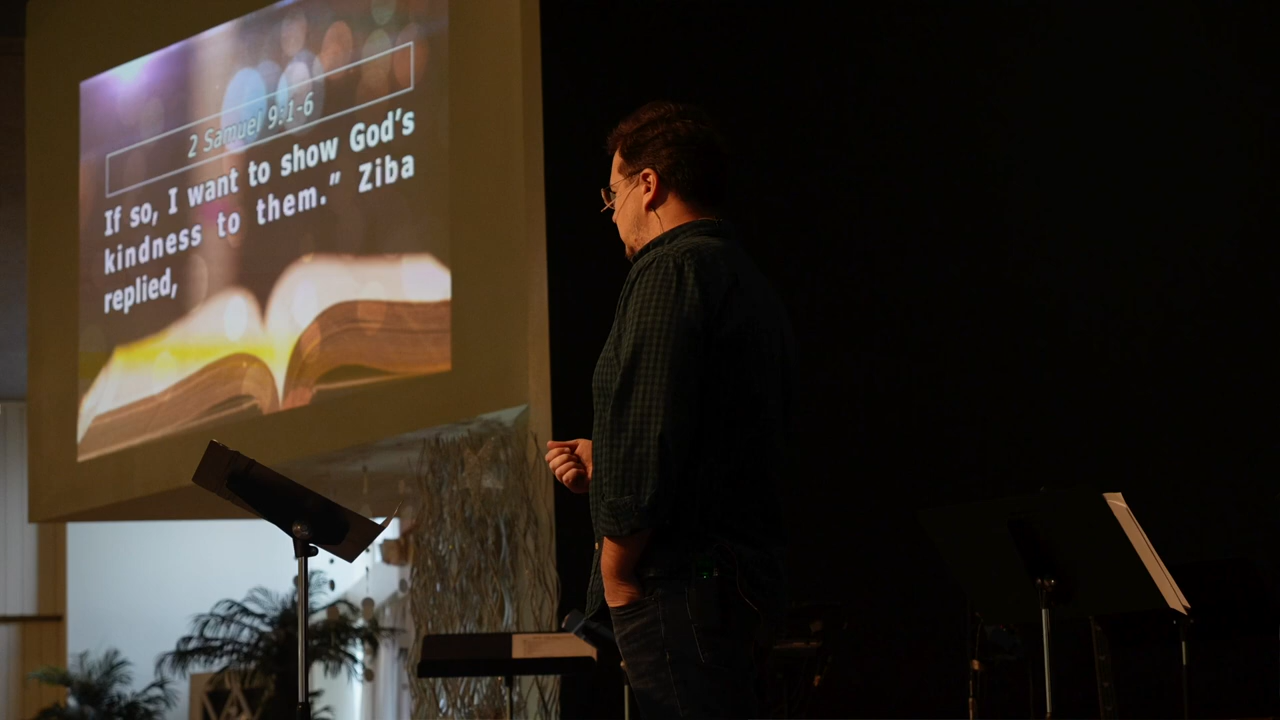 2 Samuel 9:1-6
If so, I want to show God's
kindness to them.” Ziba
replied,